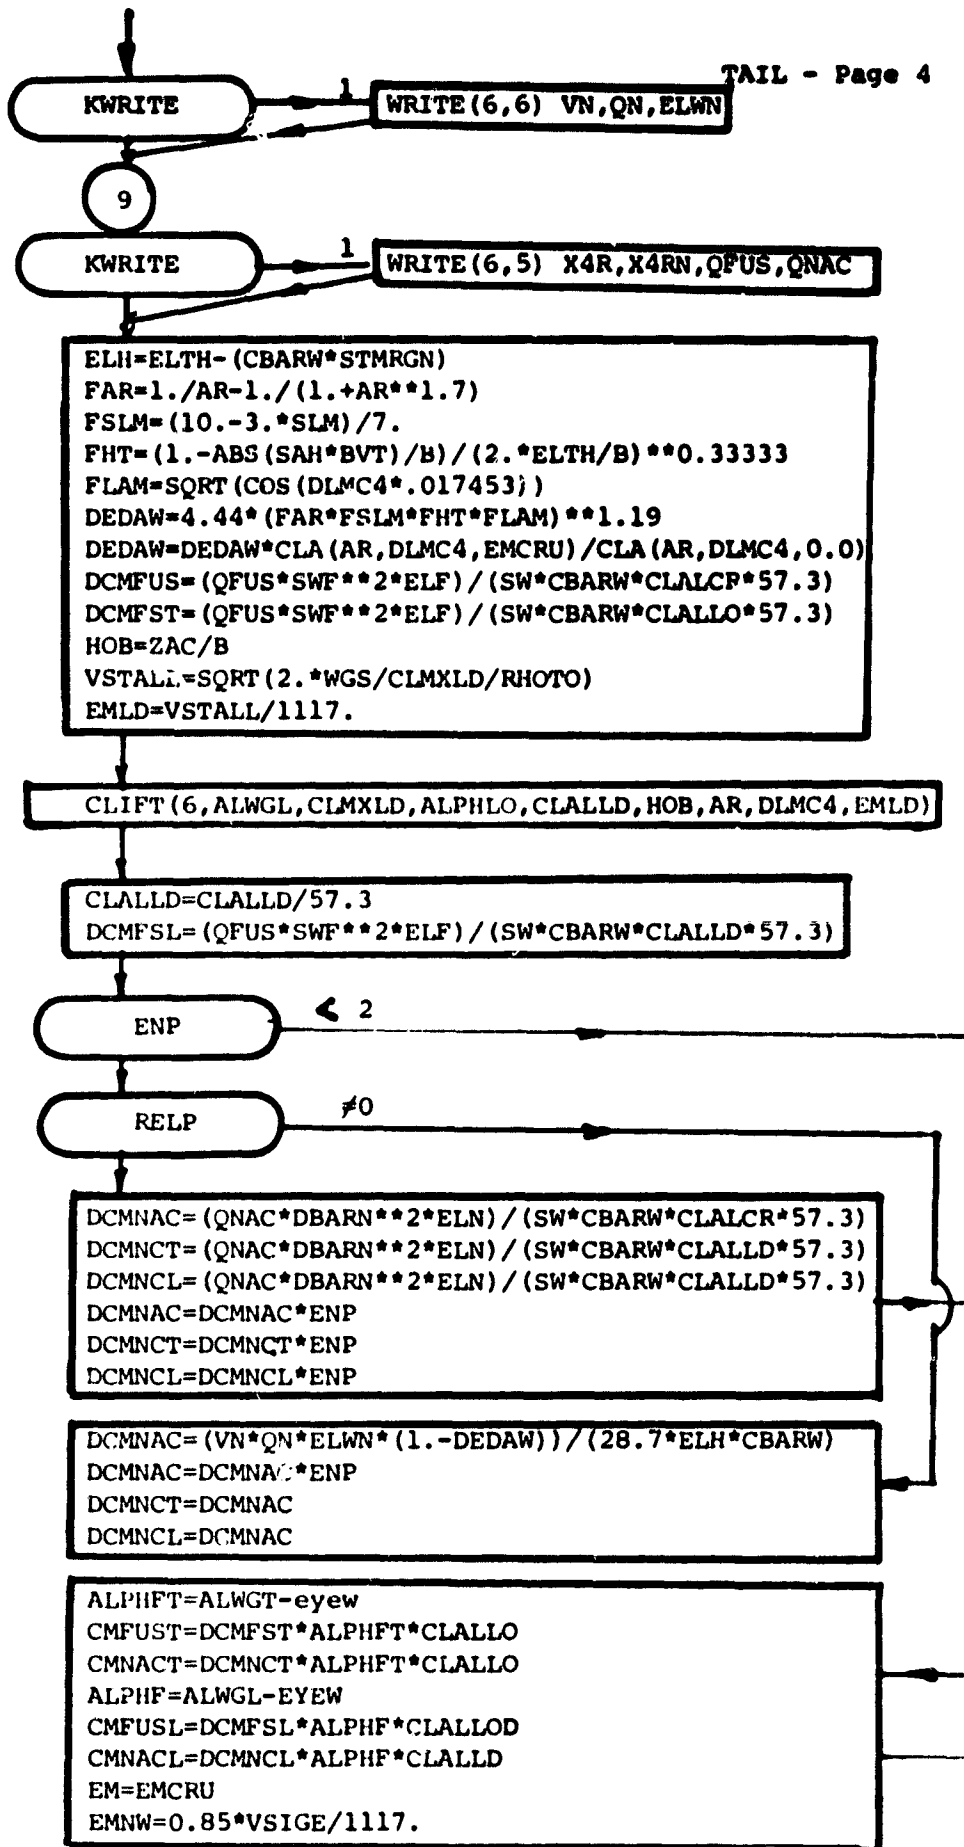 TAIL - Page 4
KWRITE
1
WRITE(6,6) VN,QN,ELWN
9
KWRITE
1
WRITE(6,5) X4R,X4RN,QFUS,QNAC
ELH=ELTH-(CBARW*STMRGN)
FAR=1./AR-1./(1.+AR**1.7)
FSLM=(10.-3.*SLM)/7.
FHT=(1.-ABS(SAH*BVT)/B)/(2.*ELTH/B)**0.33333
FLAM=SQRT(COS(DLMC4*.017453))
DEDAW=4.44*(FAR*FSLM*FHT*FLAM)**1.19
DEDAW=DEDAW*CLA(AR,DLMC4,EMCRU)/CLA(AR,DLMC4,0.0)
DCMFUS=(QFUS*SWF**2*ELF)/(SW*CBARW*CLALCR*57.3)
DCMFST=(QFUS*SWF**2*ELF)/(SW*CBARW*CLALLO*57.3)
HOB=ZAC/B
VSTALL=SQRT(2.*WGS/CLMXLD/RHOTO)
EMLD=VSTALL/1117.
CLIFT(6,ALWGL,CLMXLD,ALPHLO,CLALLD,HOB,AR,DLMC4,EMLD)
CLALLD=CLALLD/57.3
DCMFSL=(QFUS*SWF**2*ELF)/(SW*CBARW*CLALLD*57.3)
ENP
< 2
RELP
≠0
DCMNAC=(QNAC*DBARN**2*ELN)/(SW*CBARW*CLALCR*57.3)
DCMNCT=(QNAC*DBARN**2*ELN)/(SW*CBARW*CLALLD*57.3)
DCMNCL=(QNAC*DBARN**2*ELN)/(SW*CBARW*CLALLD*57.3)
DCMNAC=DCMNAC*ENP
DCMNCT=DCMNCT*ENP
DCMNCL=DCMNCL*ENP
DCMNAC=(VN*QN*ELWN*(1.-DEDAW))/(28.7*ELH*CBARW)
DCMNAC=DCMNAC*ENP
DCMNCT=DCMNAC
DCMNCL=DCMNAC
ALPHFT=ALWGT-eyew
CMFUST=DCMFST*ALPHFT*CLALLO
CMNACT=DCMNCT*ALPHFT*CLALLO
ALPHF=ALWGL-EYEW
CMFUSL=DCMFSL*ALPHF*CLALLOD
CMNACL=DCMNCL*ALPHF*CLALLD
EM=EMCRU
EMNW=0.85*VSIGE/1117.